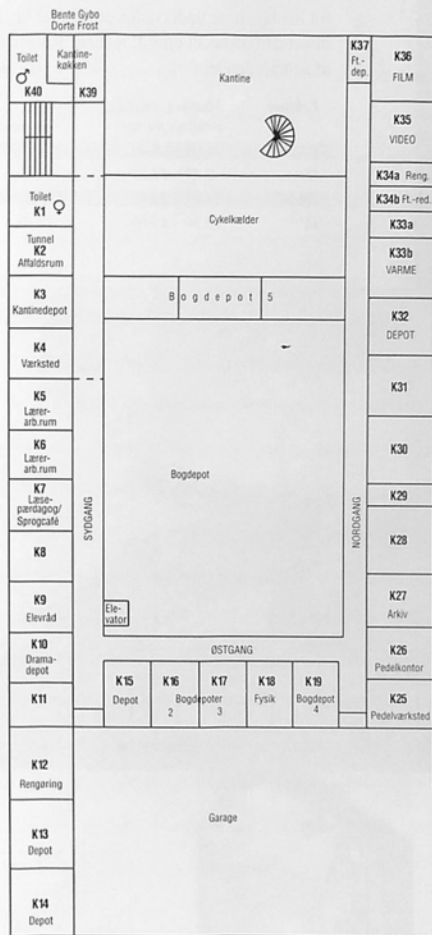 Bente Gybo
Dorte Frost
Toilet
♂
K40
Kantine-
køkken
K39
Kantine
K37
Ft.-
dep.
K36
FILM
K35
VIDEO
K34a Reng.
K34b Ft.-red.
K33a
K33b
VARME
K32
DEPOT
K31
K30
K29
K28
K27
Arkiv
K26
Pedelkontor
K25
Pedelværksted
Toilet
K1 ♀
Tunnel
K2
Affaldsrum
K3
Kantinedepot
K4
Værksted
K5
Lærer-
arb.rum
K6
Lærer-
arb.rum
K7
Læse-
pærdagog/
Sprogcafé
K8
K9
Elevråd
K10
Drama-
depot
K11
K12
Rengøring
K13
Depot
K14
Depot
SYDGANG
Cykelkælder
Bogdepot 5
Bogdepot
Ele-
vator
NORDGANG
ØSTGANG
K15
Depot
K16 K17
Bogdepoter
2 3
K18
Fysik
K19
Bogdepot
4
Garage